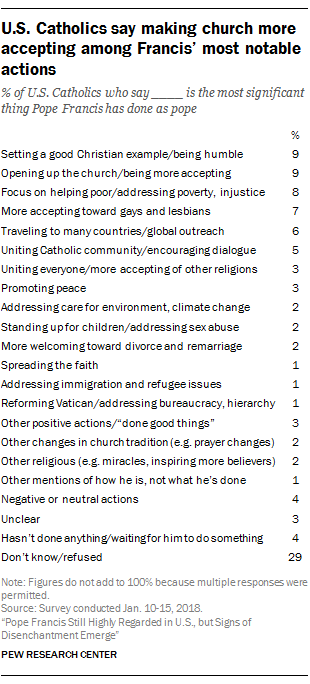 U.S. Catholics say making church more
accepting among Francis' most notable
actions
% of U.S. Catholics who say ____ is the most significant
thing Pope Francis has done as pope
%
Setting a good Christian example/being humble 9
Opening up the church/being more accepting 9
Focus on helping poor/addressing poverty, injustice 8
More accepting toward gays and lesbians 7
Traveling to many countries/global outreach 6
Uniting Catholic community/encouraging dialogue 5
Uniting everyone/more accepting of other religions 3
Promoting peace 3
Addressing care for environment, climate change 2
Standing up for children/addressing sex abuse 2
More welcoming toward divorce and remarriage 2
Spreading the faith 1
Addressing immigration and refugee issues 1
Reforming Vatican/addressing bureaucracy, hierarchy 1
Other positive actions/"done good things" 3
Other changes in church tradition (e.g. prayer changes) 2
Other religious (e.g. miracles, inspiring more believers) 2
Other mentions of how he is, not what he's done 1
Negative or neutral actions 4
Unclear 3
Hasn't done anything/waiting for him to do something 4
Don't know/refused 29
Note: Figures do not add to 100% because multiple responses were
permitted.
Source: Survey conducted Jan. 10-15, 2018.
"Pope Francis Still Highly Regarded in U.S., but Signs of
Disenchantment Emerge"
PEW RESEARCH CENTER